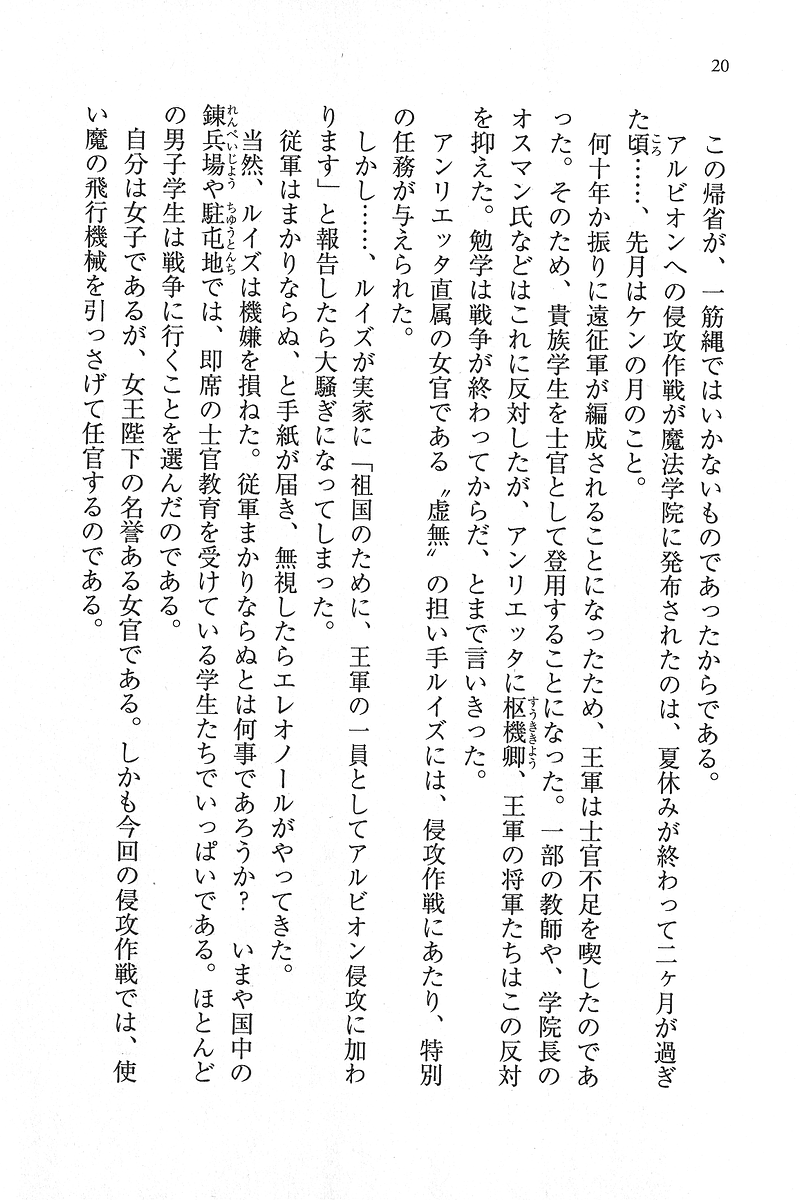 20
この帰省が、一筋縄ではいかないものであったからである。
アルビオンへの侵攻作戦が魔法学院に発布されたのは、夏休みが終わって二ヶ月が過ぎ
た頃……、先月はケンの月のこと。
何十年か振りに遠征軍が編成されることになったため、王軍は士官不足を喫したのであ
った。そのため、貴族学生を士官として登用することになった。一部の教師や、学院長の
オスマン氏などはこれに反対したが、アンリエッタに枢機卿、王軍の将軍たちはこの反対
を抑えた。勉学は戦争が終わってからだ、とまで言いきった。
アンリエッタ直属の女官である〝虚無〟の担い手ルイズには、侵攻作戦にあたり、特別
の任務が与えられた。
しかし……、ルイズが実家に「祖国のために、王軍の一員としてアルビオン侵攻に加わ
ります」と報告したら大騒ぎになってしまった。
従軍はまかりならぬ、と手紙が届き、無視したらエレオノールがやってきた。
当然、ルイズは機嫌を損ねた。従軍まかりならぬとは何事であろうか？　いまや国中の
錬兵場や駐屯地では、即席の士官教育を受けている学生たちでいっぱいである。ほとんど
の男子学生は戦争に行くことを選んだのである。
自分は女子であるが、女王陛下の名誉ある女官である。しかも今回の侵攻作戦では、使
い魔の飛行機械を引っさげて任官するのである。